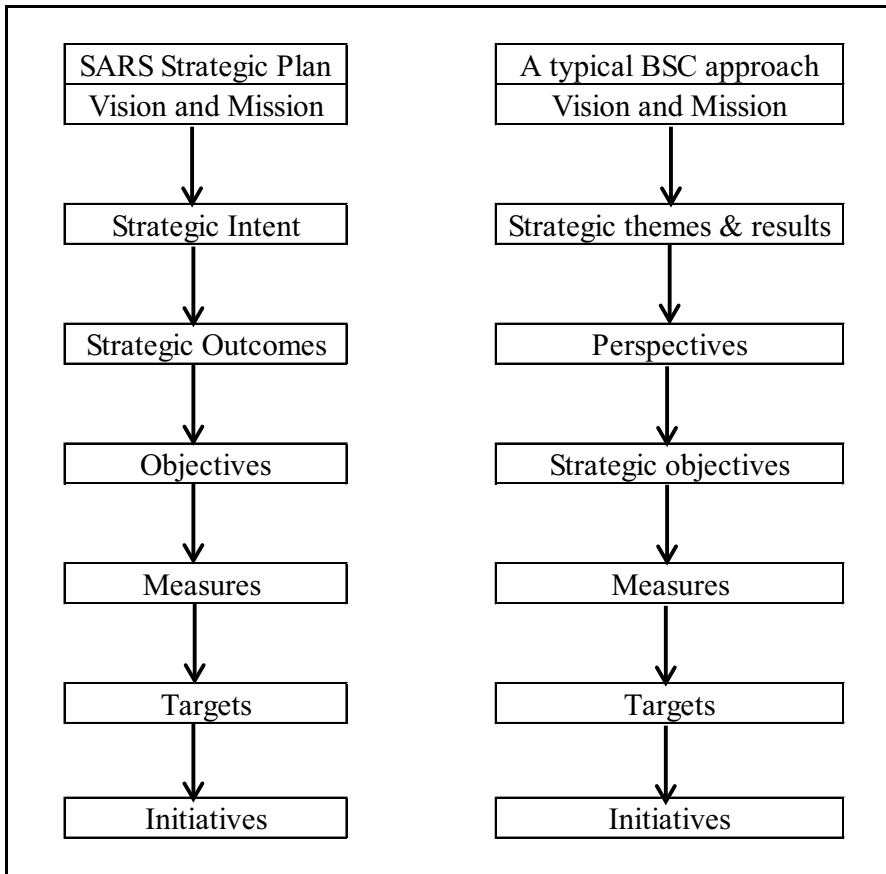 SARS Strategic Plan
Vision and Mission
Strategic Intent
Strategic Outcomes
Objectives
Measures
Targets
Initiatives
A typical BSC approach
Vision and Mission
Strategic themes & results
Perspectives
Strategic objectives
Measures
Targets
Initiatives